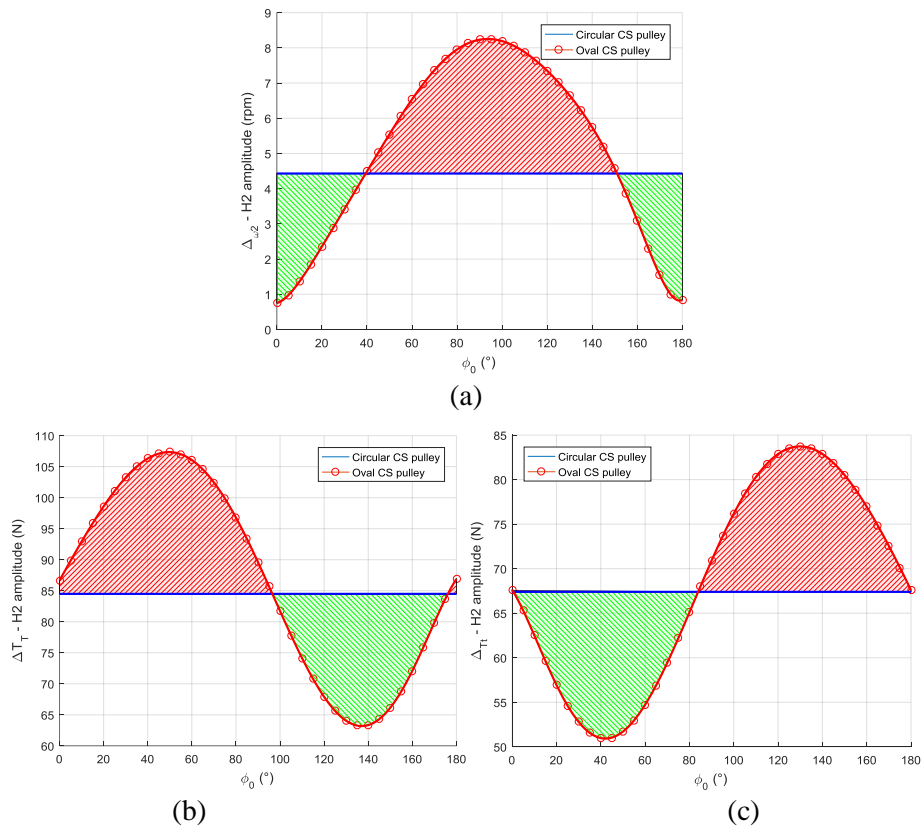 Δω2 - H2 amplitude (rpm)
9
8
7
6
5
4
3
2
1
0
Circular CS pulley
Oval CS pulley
0 20 40 60 80 100 120 140 160 180
ϕ0 (°)
(a)
ΔTT - H2 amplitude (N)
110
105
100
95
90
85
80
75
70
65
60
Circular CS pulley
Oval CS pulley
0 20 40 60 80 100 120 140 160 180
ϕ0 (°)
(b)
ΔTt - H2 amplitude (N)
85
80
75
70
65
60
55
50
Circular CS pulley
Oval CS pulley
0 20 40 60 80 100 120 140 160 180
ϕ0 (°)
(c)